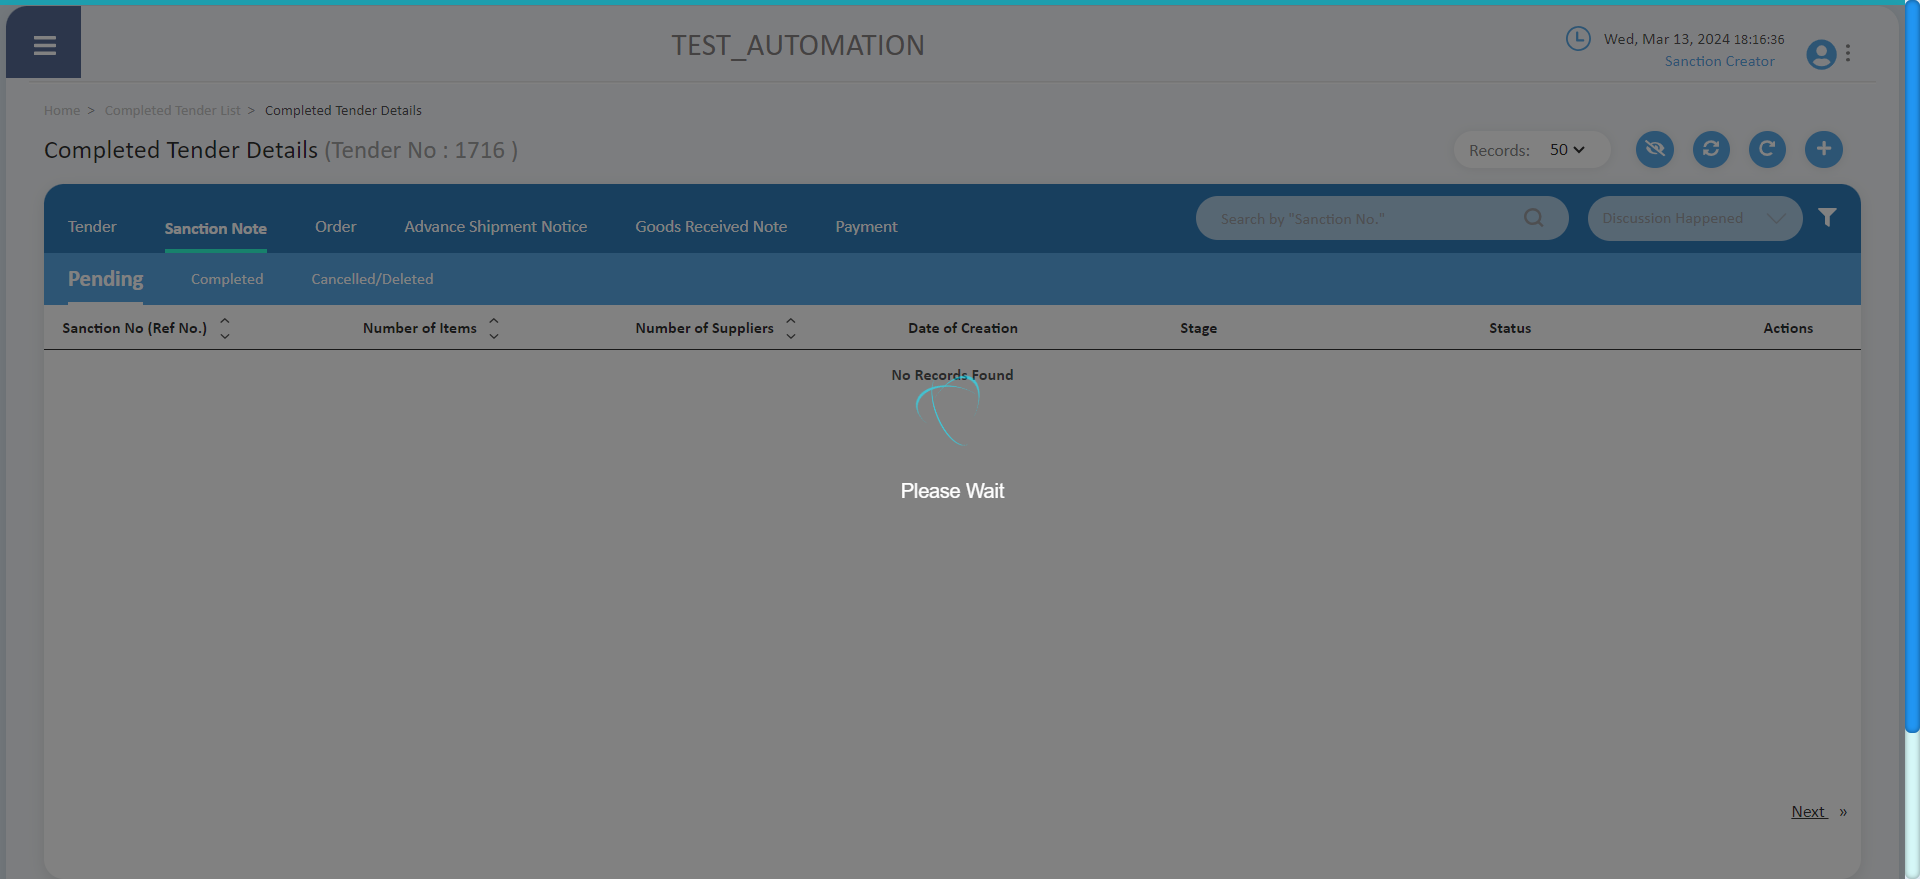 TEST_AUTOMATION
Wed, Mar 13, 2024 18:16:36
Sanction Creator
Home > Completed Tender List > Completed Tender Details
Completed Tender Details (Tender No : 1716 )
Records: 50
Tender Sanction Note Order Advance Shipment Notice Goods Received Note Payment
Search by "Sanction No."
Discussion Happened
Pending Completed Cancelled/Deleted
Sanction No (Ref No.) Number of Items Number of Suppliers Date of Creation Stage Status Actions
No Records Found
Please Wait
Next »